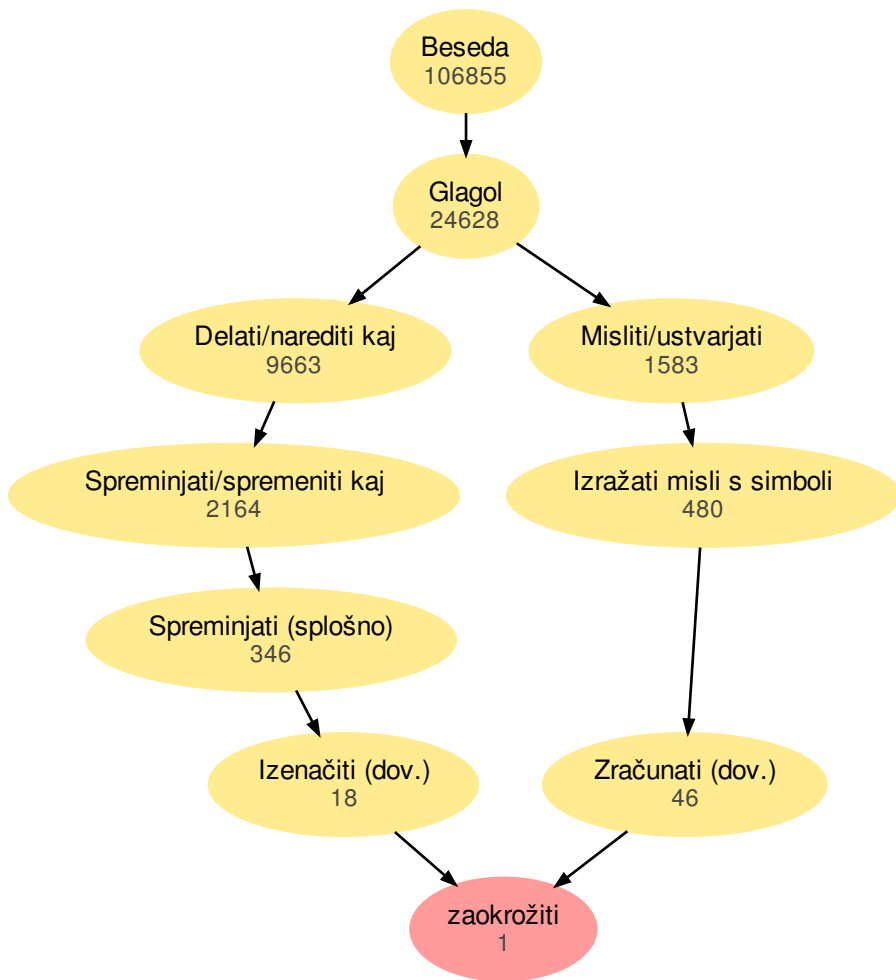 Beseda
106855
Glagol
24628
Delati/narediti kaj
9663
Misliti/ustvarjati
1583
Spreminjati/spremeniti kaj
2164
Izražati misli s simboli
480
Spreminjati (splošno)
346
Izenačiti (dov.)
18
Zračunati (dov.)
46
zaokrožiti
1